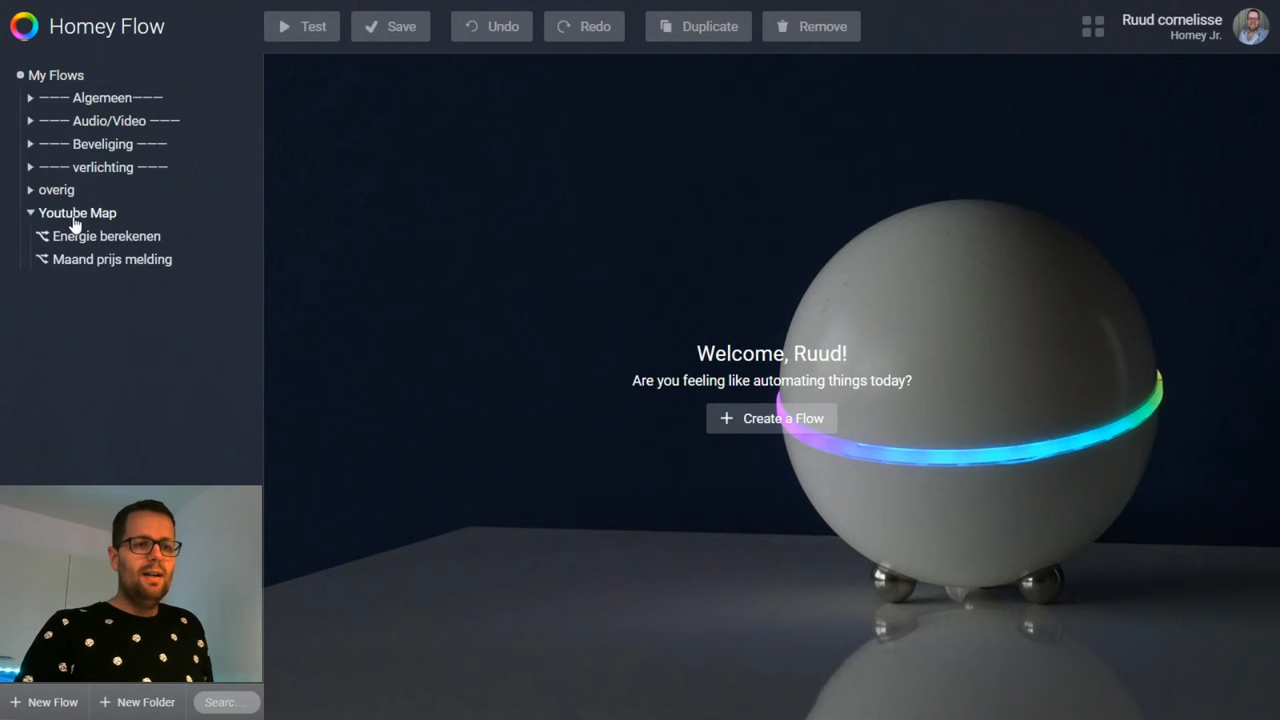 Homey Flow
Test
Save
Undo
Redo
Duplicate
Remove
Ruud cornelisse
Homey Jr.
My Flows
——— Algemeen———
——— Audio/Video ———
——— Beveliging ———
——— verlichting ———
overig
Youtube Map
Energie berekenen
Maand prijs melding
Welcome, Ruud!
Are you feeling like automating things today?
+ Create a Flow
+ New Flow
+ New Folder
Searc...